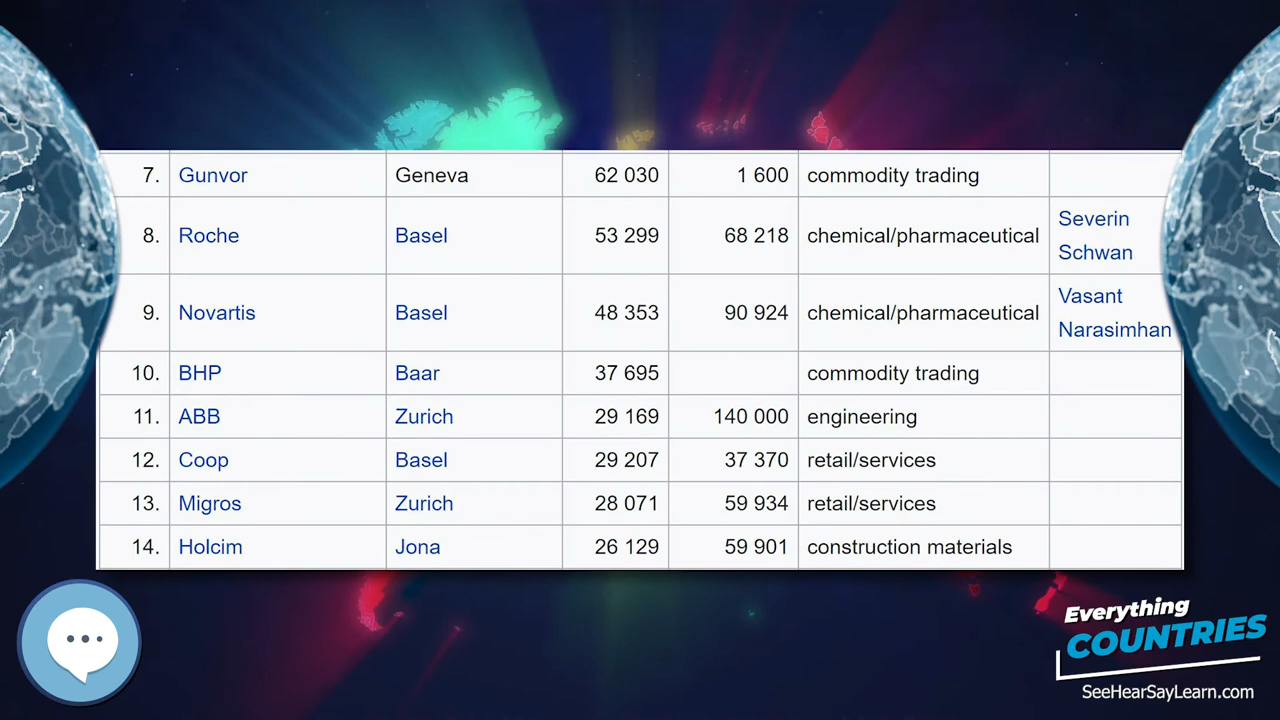 7. Gunvor Geneva 62 030 1 600 commodity trading
8. Roche Basel 53 299 68 218 chemical/pharmaceutical Severin Schwan
9. Novartis Basel 48 353 90 924 chemical/pharmaceutical Vasant Narasimhan
10. BHP Baar 37 695 commodity trading
11. ABB Zurich 29 169 140 000 engineering
12. Coop Basel 29 207 37 370 retail/services
13. Migros Zurich 28 071 59 934 retail/services
14. Holcim Jona 26 129 59 901 construction materials
Everything
COUNTRIES
SeeHearSayLearn.com